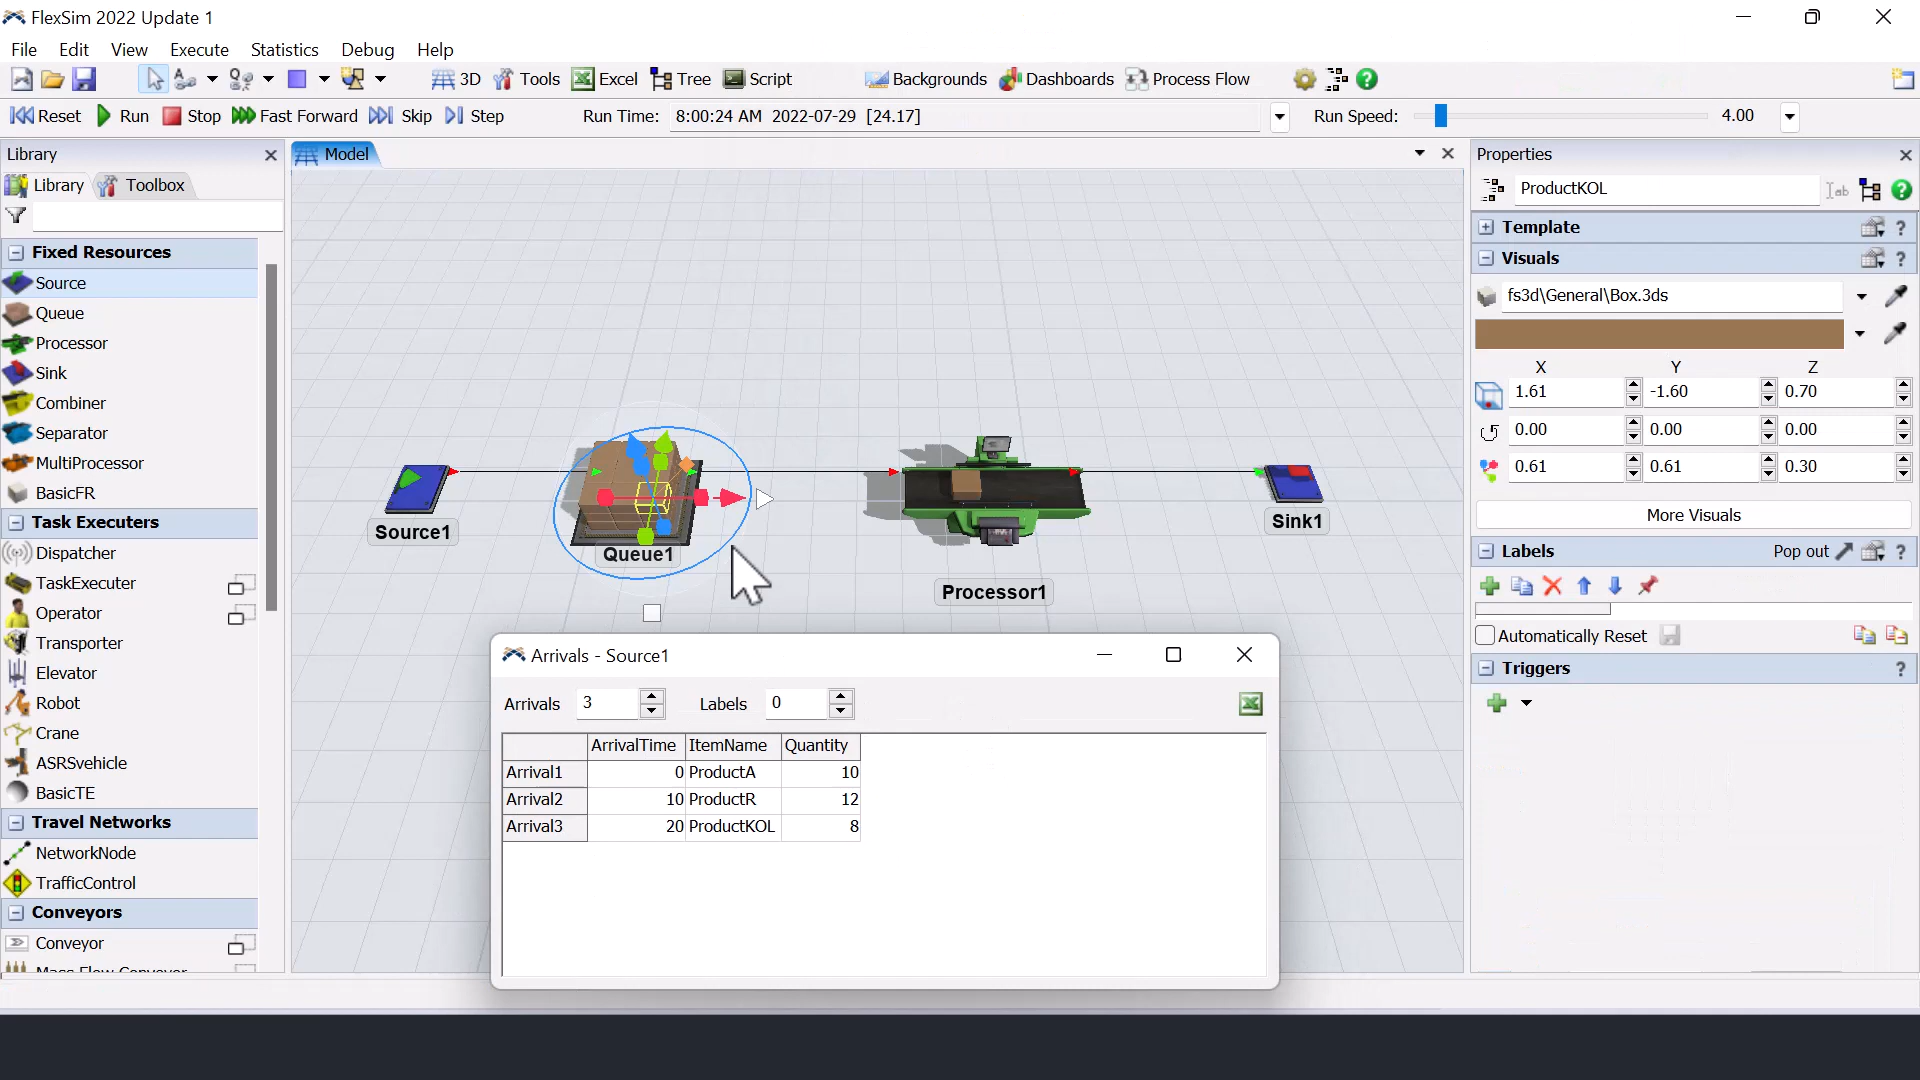 FlexSim 2022 Update 1
File Edit View Execute Statistics Debug Help
3D Tools Excel Tree Script Backgrounds Dashboards Process Flow
Reset Run Stop Fast Forward Skip Step Run Time: 8:00:24 AM 2022-07-29 [24.17] Run Speed: 4.00
Library
Library Toolbox
Fixed Resources
Source
Queue
Processor
Sink
Combiner
Separator
MultiProcessor
BasicFR
Task Executers
Dispatcher
TaskExecuter
Operator
Transporter
Elevator
Robot
Crane
ASRSvehicle
BasicTE
Travel Networks
NetworkNode
TrafficControl
Conveyors
Conveyor
Mass Flow Conveyor
Model
Source1
Queue1
Processor1
Sink1
Arrivals - Source1
Arrivals 3 Labels 0
ArrivalTime ItemName Quantity
Arrival1 0 ProductA 10
Arrival2 10 ProductR 12
Arrival3 20 ProductKOL 8
Properties
ProductKOL
Template
Visuals
fs3d\General\Box.3ds
X Y Z
1.61 -1.60 0.70
0.00 0.00 0.00
0.61 0.61 0.30
More Visuals
Labels Pop out
Automatically Reset
Triggers